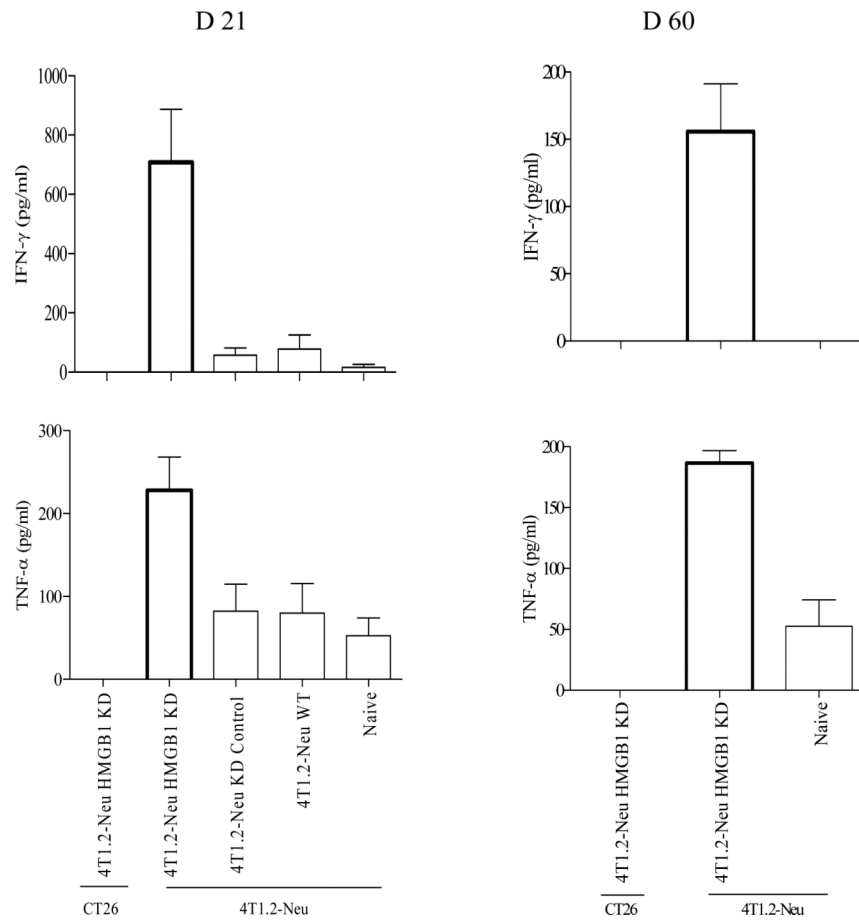 D 21
D 60
1000
800
600
400
200
0
IFN-γ (pg/ml)
200
150
100
50
0
IFN-γ (pg/ml)
300
200
100
0
TNF-α (pg/ml)
200
150
100
50
0
TNF-α (pg/ml)
4T1.2-Neu HMGB1 KD
4T1.2-Neu HMGB1 KD
4T1.2-Neu KD Control
4T1.2-Neu WT
Naive
4T1.2-Neu HMGB1 KD
4T1.2-Neu HMGB1 KD
Naive
CT26
4T1.2-Neu
CT26
4T1.2-Neu